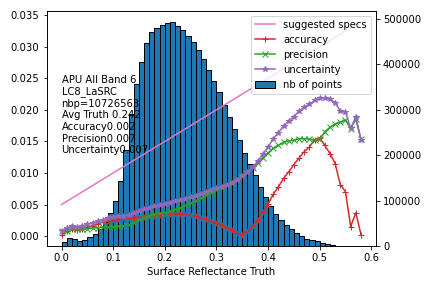 0.035
0.030
0.025
0.020
0.015
0.010
0.005
0.000
APU All Band 6
LC8_LaSRC
nbp=10726563
Avg Truth 0.242
Accuracy0.002
Precision0.007
Uncertainty0.007
suggested specs
accuracy
precision
uncertainty
nb of points
500000
400000
300000
200000
100000
0
0.0 0.1 0.2 0.3 0.4 0.5 0.6
Surface Reflectance Truth